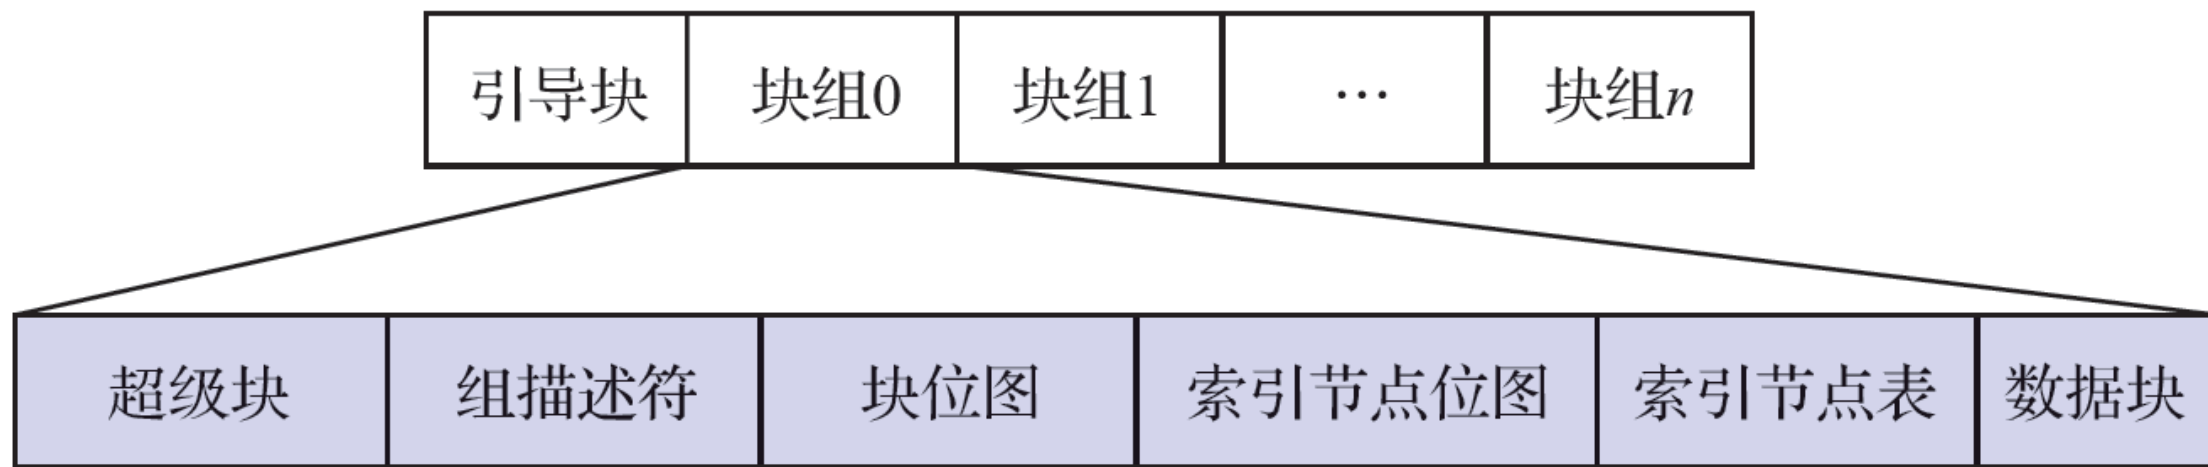 引导块 块组0 块组1 … 块组n
超级块 组描述符 块位图 索引节点位图 索引节点表 数据块